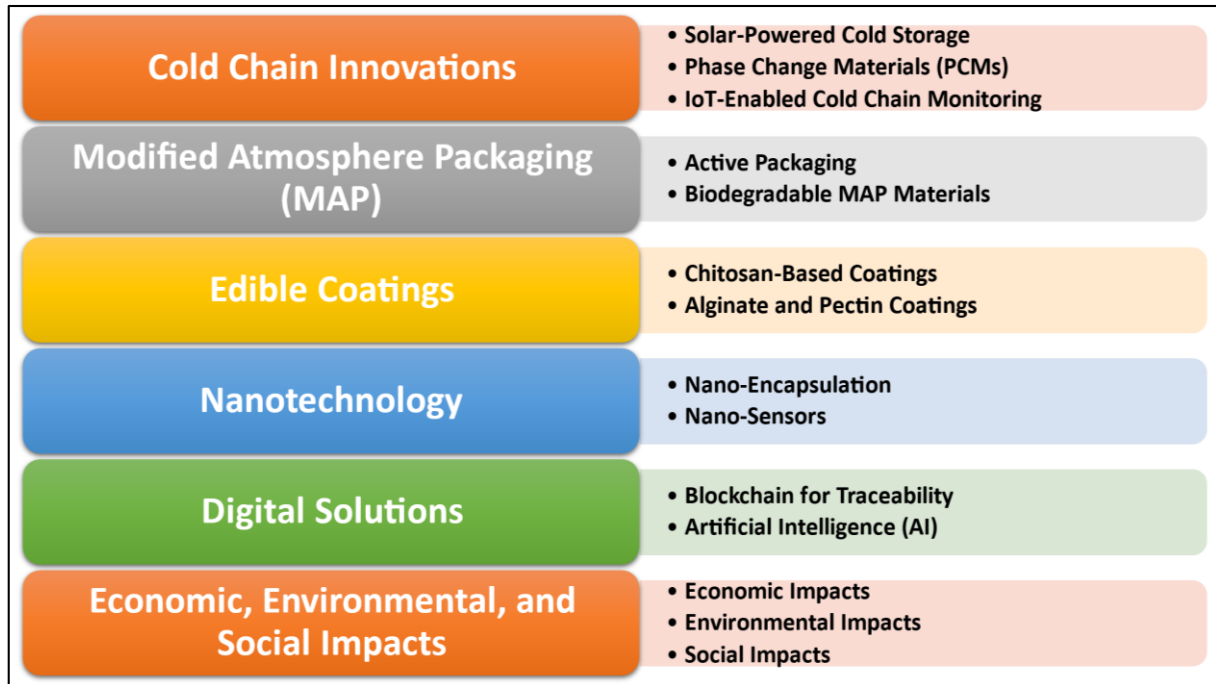 Cold Chain Innovations
• Solar-Powered Cold Storage
• Phase Change Materials (PCMs)
• IoT-Enabled Cold Chain Monitoring
Modified Atmosphere Packaging
(MAP)
• Active Packaging
• Biodegradable MAP Materials
Edible Coatings
• Chitosan-Based Coatings
• Alginate and Pectin Coatings
Nanotechnology
• Nano-Encapsulation
• Nano-Sensors
Digital Solutions
• Blockchain for Traceability
• Artificial Intelligence (AI)
Economic, Environmental, and
Social Impacts
• Economic Impacts
• Environmental Impacts
• Social Impacts